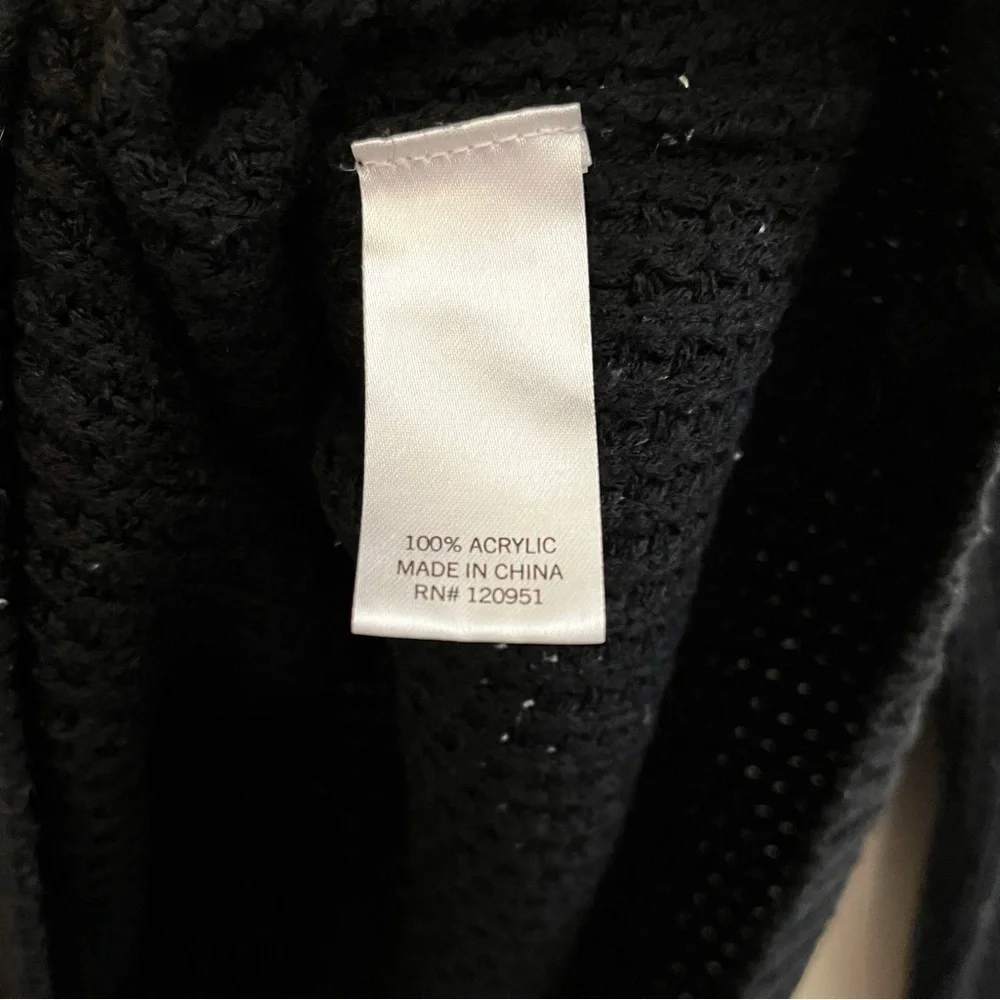 100% ACRYLIC
MADE IN CHINA
RN# 120951